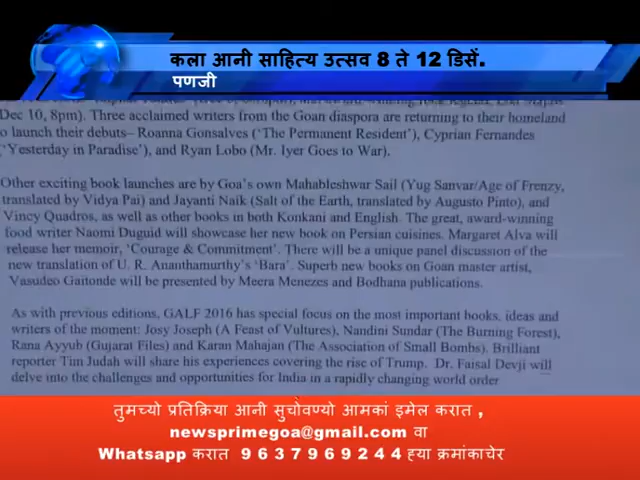 कला आनी साहित्य उत्सव 8 ते 12 डिसें.
पणजी
Dec 10, 8pm). Three acclaimed writers from the Goan diaspora are returning to their homeland
o launch their debuts– Roanna Gonsalves (‘The Permanent Resident’), Cyprian Fernandes
‘Yesterday in Paradise’), and Ryan Lobo (Mr. Iyer Goes to War).
Other exciting book launches are by Goa's own Mahableshwar Sail (Yug Sanvar/Age of Frenzy,
translated by Vidya Pai) and Jayanti Naik (Salt of the Earth, translated by Augusto Pinto), and
Vincy Quadros, as well as other books in both Konkani and English. The great, award-winning
food writer Naomi Duguid will showcase her new book on Persian cuisines. Margaret Alva will
release her memoir, ‘Courage & Commitment’. There will be a unique panel discussion of the
new translation of U. R. Ananthamurthy's ‘Bara’. Superb new books on Goan master artist,
Vasudeo Gaitonde will be presented by Meera Menezes and Bodhana publications.
As with previous editions, GALF 2016 has special focus on the most important books, ideas and
writers of the moment: Josy Joseph (A Feast of Vultures), Nandini Sundar (The Burning Forest),
Rana Ayyub (Gujarat Files) and Karan Mahajan (The Association of Small Bombs). Brilliant
reporter Tim Judah will share his experiences covering the rise of Trump. Dr. Faisal Devji will
delve into the challenges and opportunities for India in a rapidly changing world order
तुमच्यो प्रतिक्रिया आनी सुचोवण्यो आमकां इमेल करात ,
newsprimegoa@gmail.com वा
Whatsapp करात 9 6 3 7 9 6 9 2 4 4 ह्या क्रमांकाचेर